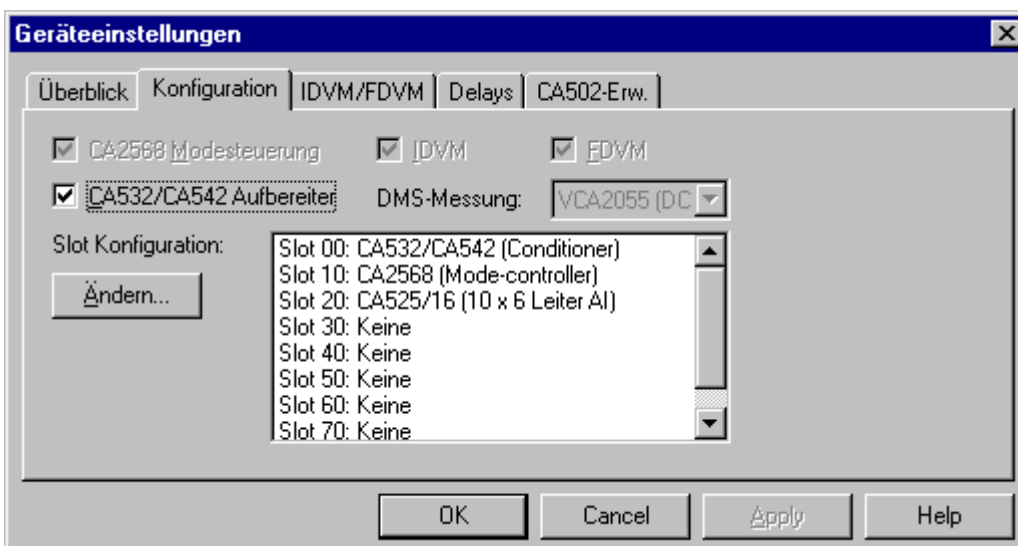 Geräteeinstellungen
Überblick Konfiguration IDVM/FDVM Delays CA502-Erw.
CA2568 Modesteuerung IDVM FDVM
CA532/CA542 Aufbereiter DMS-Messung: VCA2055 (DC
Slot Konfiguration:
Ändern...
Slot 00: CA532/CA542 (Conditioner)
Slot 10: CA2568 (Mode-controller)
Slot 20: CA525/16 (10 x 6 Leiter AI)
Slot 30: Keine
Slot 40: Keine
Slot 50: Keine
Slot 60: Keine
Slot 70: Keine
OK Cancel Apply Help